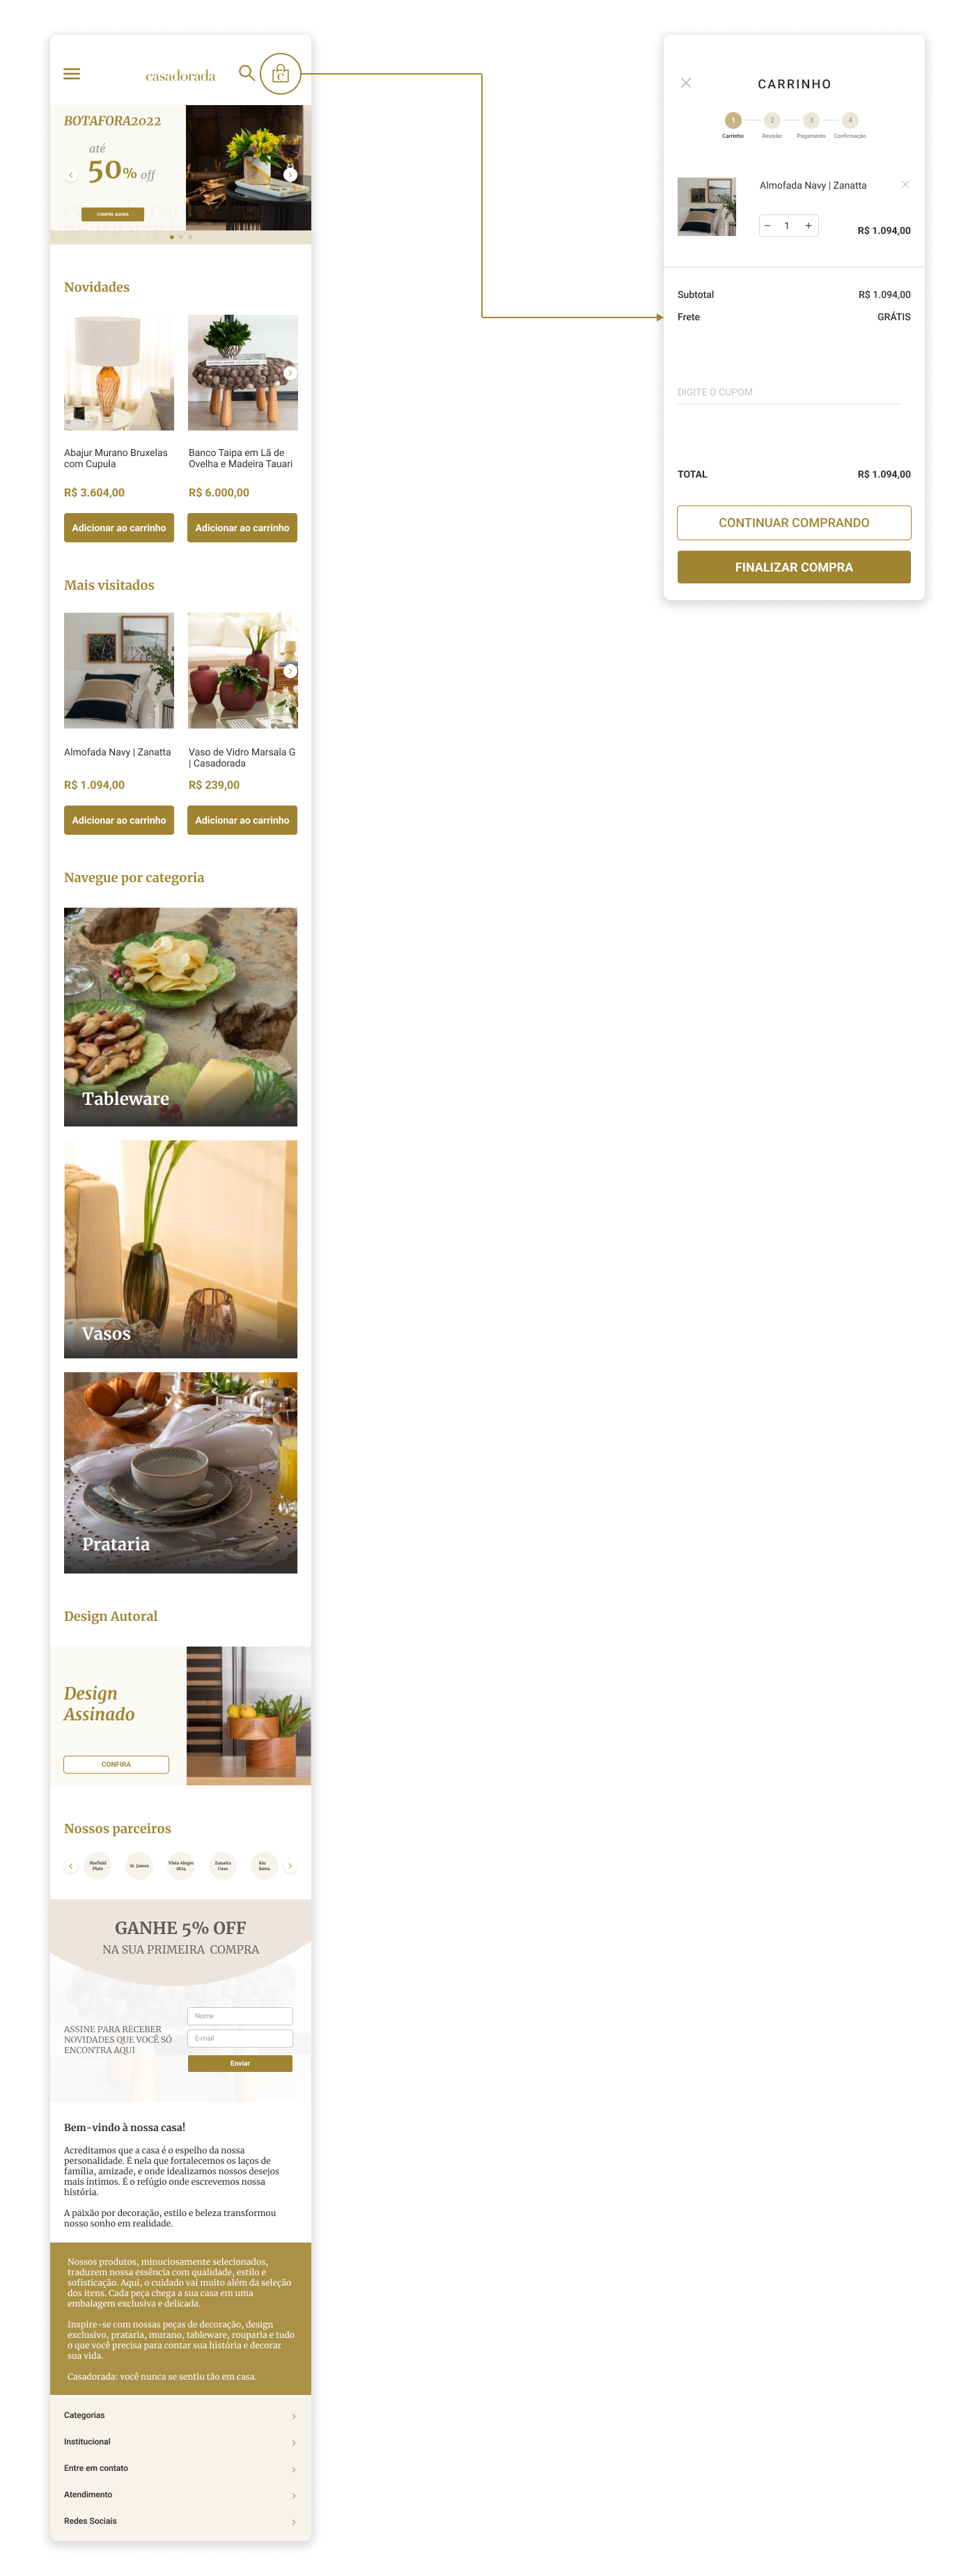 casadorada
BOTAFORA2022
até
50% off
COMPRE AGORA
Novidades
Abajur Murano Bruxelas
com Cupula
R$ 3.604,00
Adicionar ao carrinho
Banco Taipa em Lã de
Ovelha e Madeira Tauari
R$ 6.000,00
Adicionar ao carrinho
Mais visitados
Almofada Navy | Zanatta
R$ 1.094,00
Adicionar ao carrinho
Vaso de Vidro Marsala G
| Casadorada
R$ 239,00
Adicionar ao carrinho
Navegue por categoria
Tableware
Vasos
Prataria
Design Autoral
Design
Assinado
CONFIRA
Nossos parceiros
Sheffield
Plate
St. James
Vista Alegre
1824
Zanatta
Casa
Rio
Sawa
GANHE 5% OFF
NA SUA PRIMEIRA COMPRA
ASSINE PARA RECEBER
NOVIDADES QUE VOCÊ SÓ
ENCONTRA AQUI
Nome
E-mail
Enviar
Bem-vindo à nossa casa!
Acreditamos que a casa é o espelho da nossa
personalidade. É nela que fortalecemos os laços de
família, amizade, e onde idealizamos nossos desejos
mais íntimos. É o refúgio onde escrevemos nossa
história.
A paixão por decoração, estilo e beleza transformou
nosso sonho em realidade.
Nossos produtos, minuciosamente selecionados,
traduzem nossa essência com qualidade, estilo e
sofisticação. Aqui, o cuidado vai muito além da seleção
dos itens. Cada peça chega a sua casa em uma
embalagem exclusiva e delicada.
Inspire-se com nossas peças de decoração, design
exclusivo, prataria, murano, tableware, rouparia e tudo
o que você precisa para contar sua história e decorar
sua vida.
Casadorada: você nunca se sentiu tão em casa.
Categorias
Institucional
Entre em contato
Atendimento
Redes Sociais
CARRINHO
1 2 3 4
Carrinho Revisão Pagamento Confirmação
Almofada Navy | Zanatta
1
R$ 1.094,00
Subtotal R$ 1.094,00
Frete GRÁTIS
DIGITE O CUPOM
TOTAL R$ 1.094,00
CONTINUAR COMPRANDO
FINALIZAR COMPRA